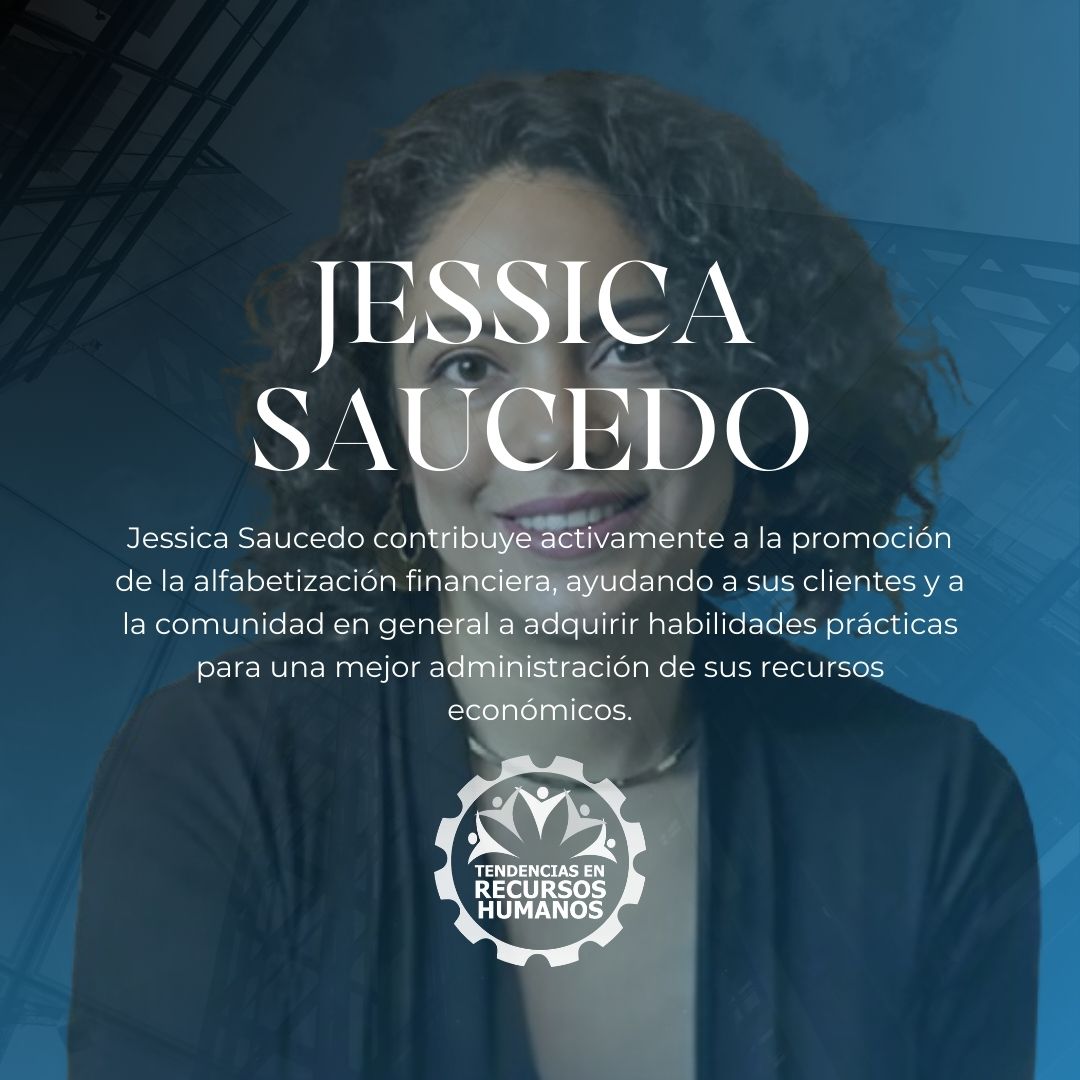 JESSICA
SAUCEDO
Jessica Saucedo contribuye activamente a la promoción
de la alfabetización financiera, ayudando a sus clientes y a
la comunidad en general a adquirir habilidades prácticas
para una mejor administración de sus recursos
económicos.
TENDENCIAS EN
RECURSOS
HUMANOS